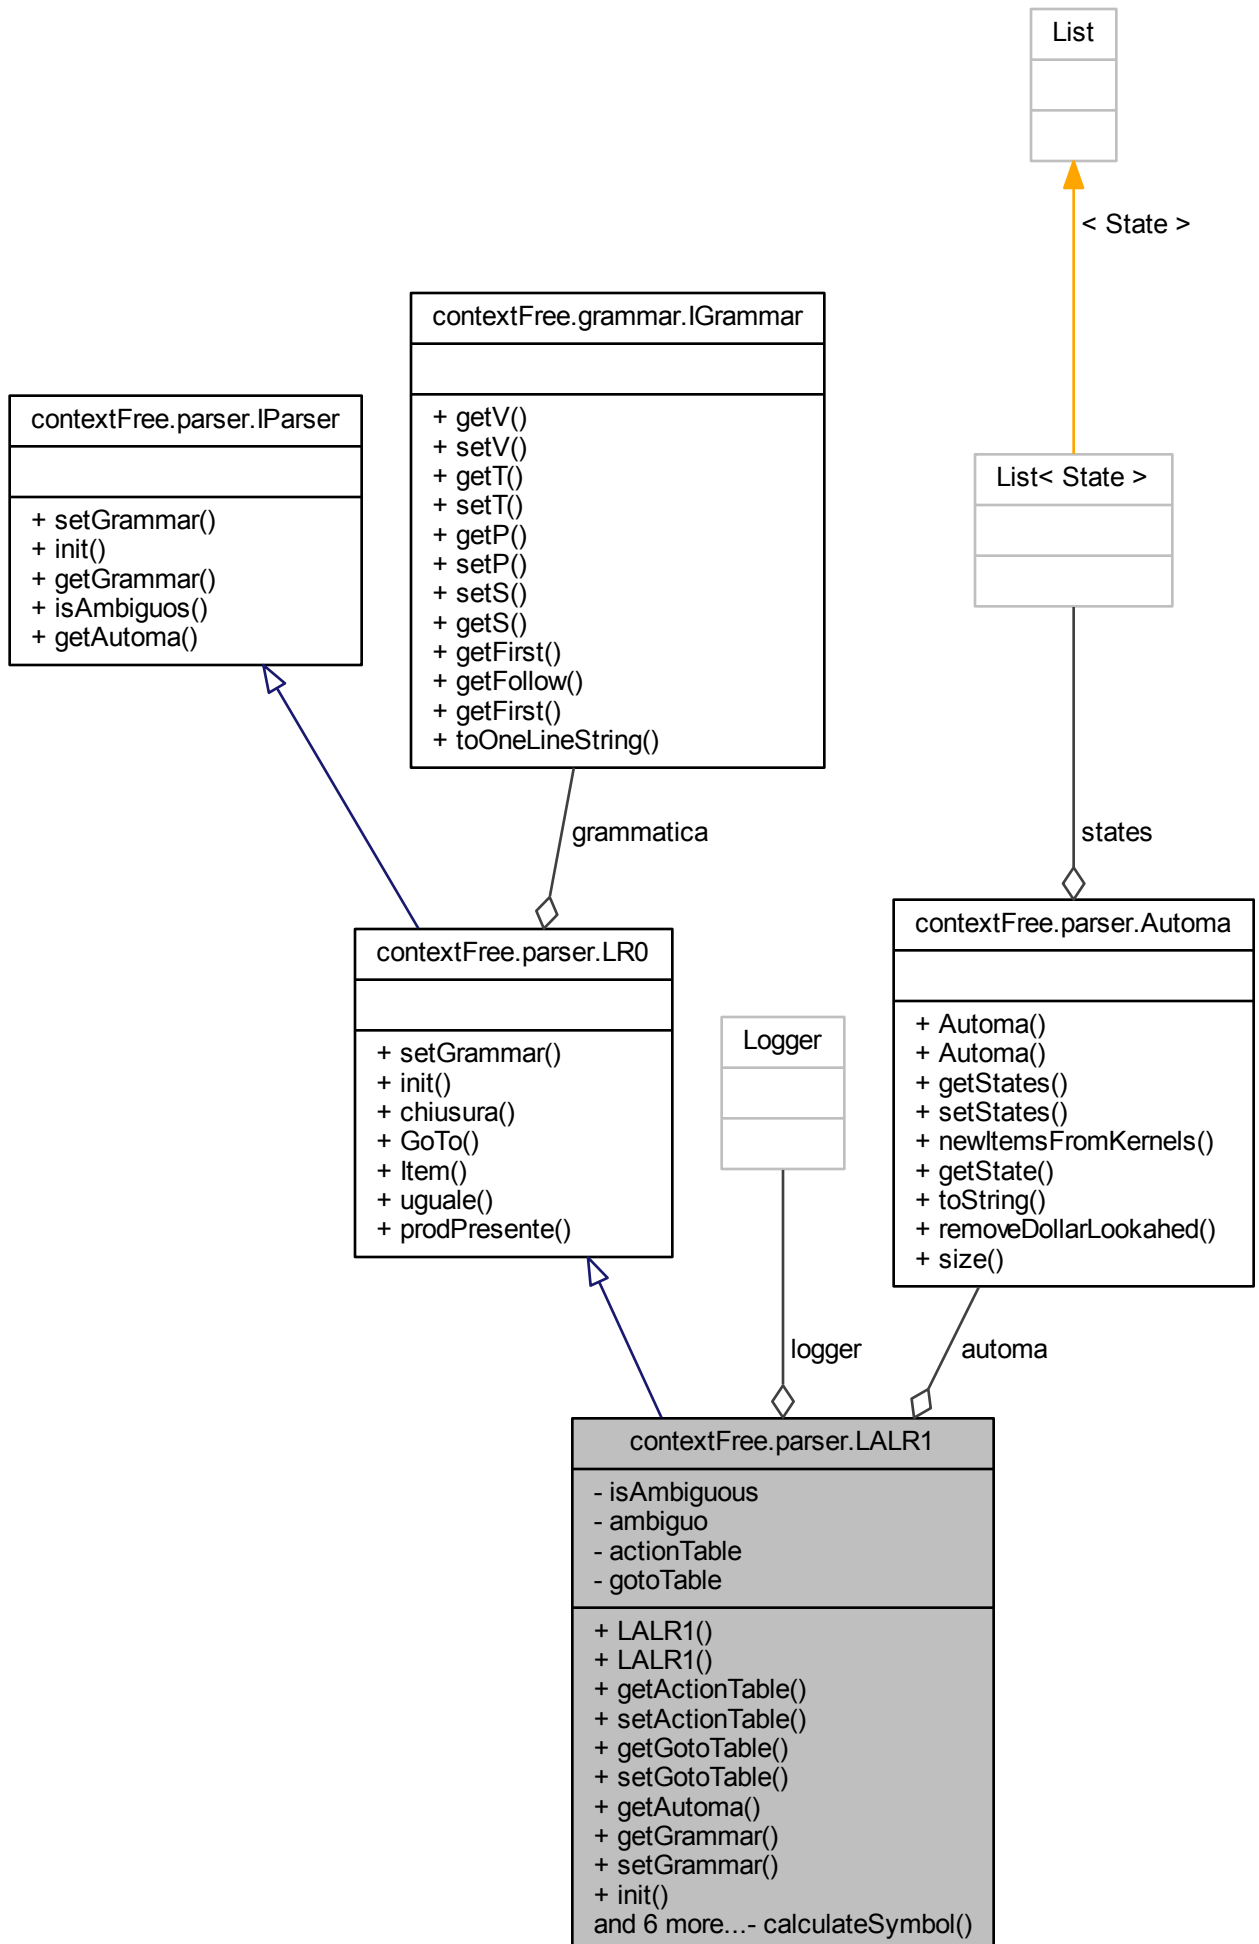 List
< State >
contextFree.grammar.IGrammar
+ getV()
+ setV()
+ getT()
+ setT()
+ getP()
+ setP()
+ setS()
+ getS()
+ getFirst()
+ getFollow()
+ getFirst()
+ toOneLineString()
contextFree.parser.IParser
+ setGrammar()
+ init()
+ getGrammar()
+ isAmbiguos()
+ getAutoma()
List< State >
grammatica
states
contextFree.parser.LR0
+ setGrammar()
+ init()
+ chiusura()
+ GoTo()
+ Item()
+ uguale()
+ prodPresente()
Logger
contextFree.parser.Automa
+ Automa()
+ Automa()
+ getStates()
+ setStates()
+ newItemsFromKernels()
+ getState()
+ toString()
+ removeDollarLookahed()
+ size()
logger
automa
contextFree.parser.LALR1
- isAmbiguous
- ambiguo
- actionTable
- gotoTable
+ LALR1()
+ LALR1()
+ getActionTable()
+ setActionTable()
+ getGotoTable()
+ setGotoTable()
+ getAutoma()
+ getGrammar()
+ setGrammar()
+ init()
and 6 more...- calculateSymbol()